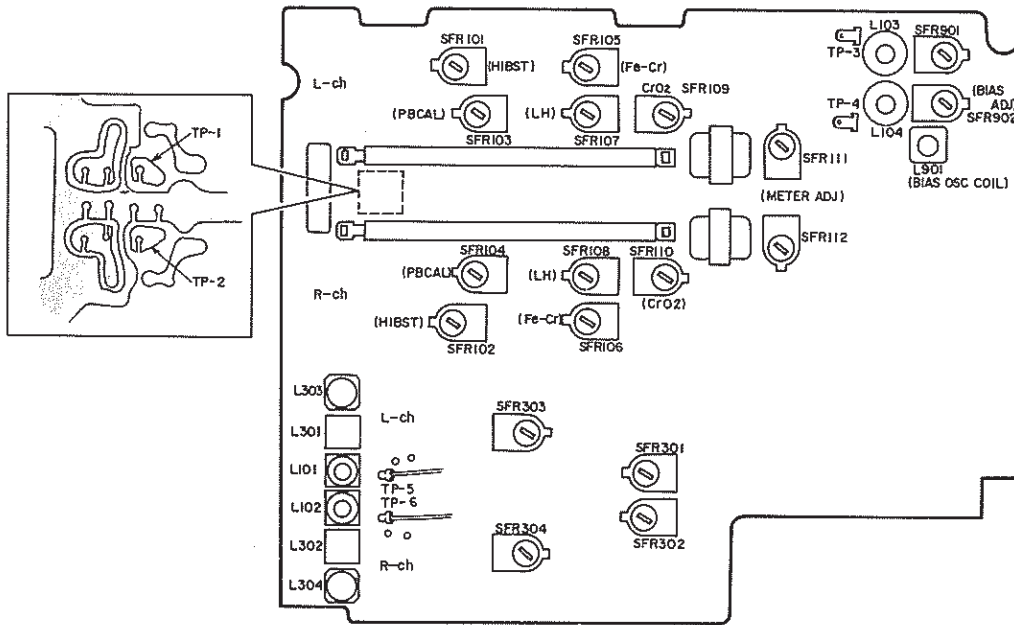 SFR101
(HIBST)
SFR105
(Fe-Cr)
L103
SFR901
TP-3
L-ch
(PBCAL)
SFR103
(LH)
SFR107
CrO2
SFR109
TP-4
L104
(BIAS
ADJ)
SFR902
L901
(BIAS OSC COIL)
TP-1
TP-2
SFR111
(METER ADJ)
SFR112
SFR104
(PBCAL)
SFR108
(LH)
SFR110
(CrO2)
R-ch
(HIBST)
SFR102
(Fe-Cr)
SFR106
L303
L301
L101
L102
L302
L304
L-ch
TP-5
TP-6
R-ch
SFR303
SFR301
SFR302
SFR304